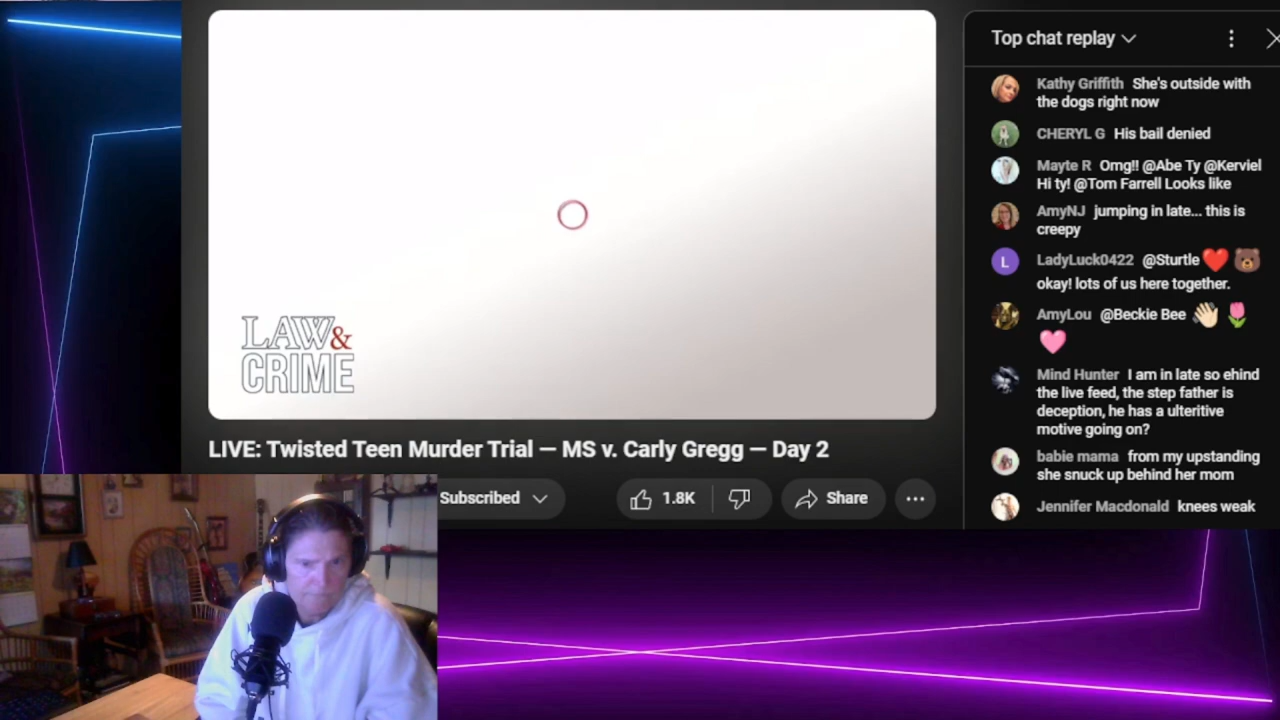 LAW&
CRIME
LIVE: Twisted Teen Murder Trial — MS v. Carly Gregg — Day 2
Subscribed
1.8K
Share
Top chat replay
Kathy Griffith She's outside with
the dogs right now
CHERYL G His bail denied
Mayte R Omg!! @Abe Ty @Kerviel
Hi ty! @Tom Farrell Looks like
AmyNJ jumping in late... this is
creepy
L
LadyLuck0422 @Sturtle ❤️ 🐻
okay! lots of us here together.
AmyLou @Beckie Bee 👋🏻 🌷
🩷
Mind Hunter I am in late so ehind
the live feed, the step father is
deception, he has a ulteritive
motive going on?
babie mama from my upstanding
she snuck up behind her mom
Jennifer Macdonald knees weak